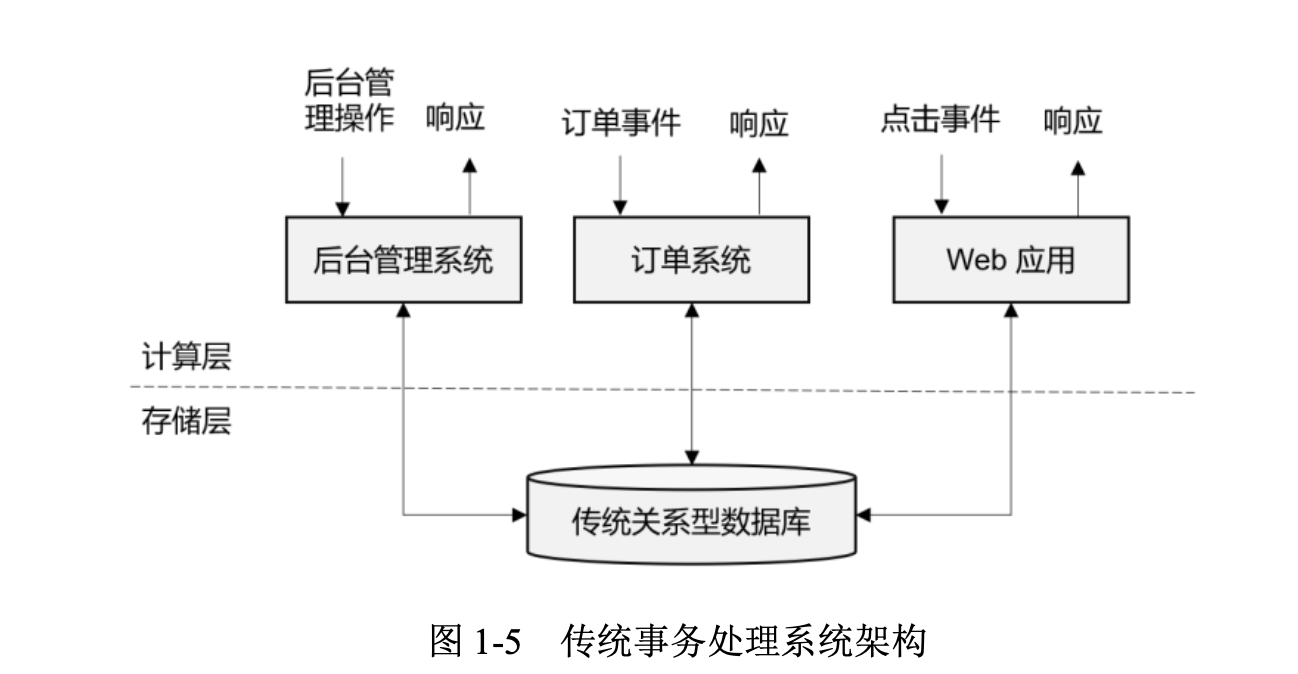 后台管
理操作
响应
订单事件
响应
点击事件
响应
后台管理系统
订单系统
Web 应用
计算层
存储层
传统关系型数据库
图 1-5 传统事务处理系统架构